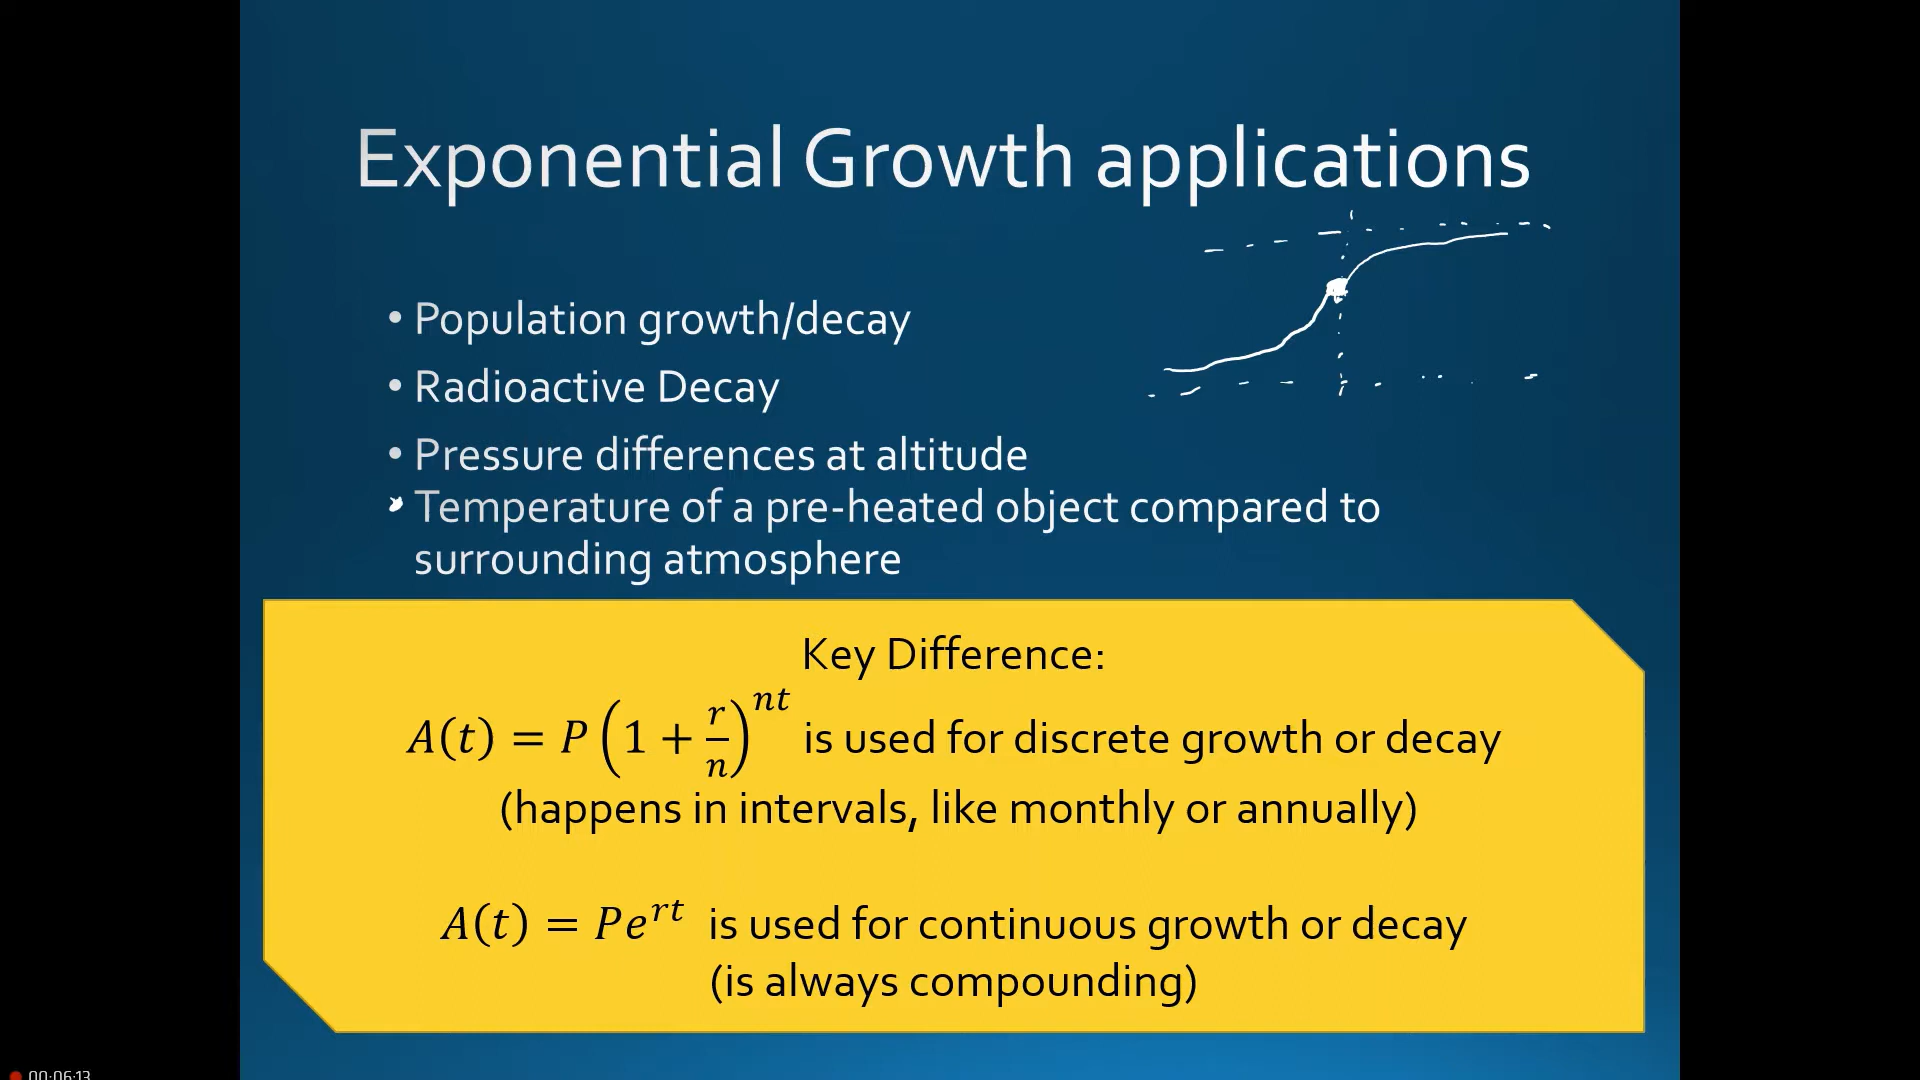 Exponential Growth applications
• Population growth/decay
• Radioactive Decay
• Pressure differences at altitude
• Temperature of a pre-heated object compared to
surrounding atmosphere
Key Difference:
A(t) = P(1 + r/n)^{nt} is used for discrete growth or decay
(happens in intervals, like monthly or annually)
A(t) = Pe^{rt} is used for continuous growth or decay
(is always compounding)
00:06:13